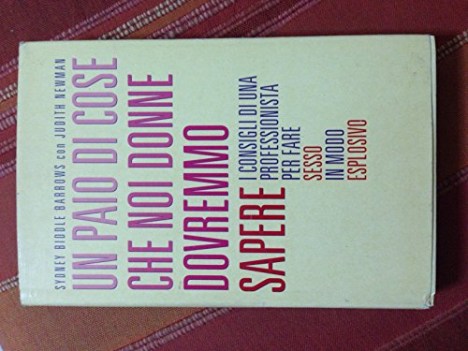 SYDNEY BIDDLE BARROWS con JUDITH NEWMAN
UN PAIO DI COSE
CHE NOI DONNE
DOVREMMO
SAPERE
I CONSIGLI DI UNA
PROFESSIONISTA
PER FARE
SESSO
IN MODO
ESPLOSIVO